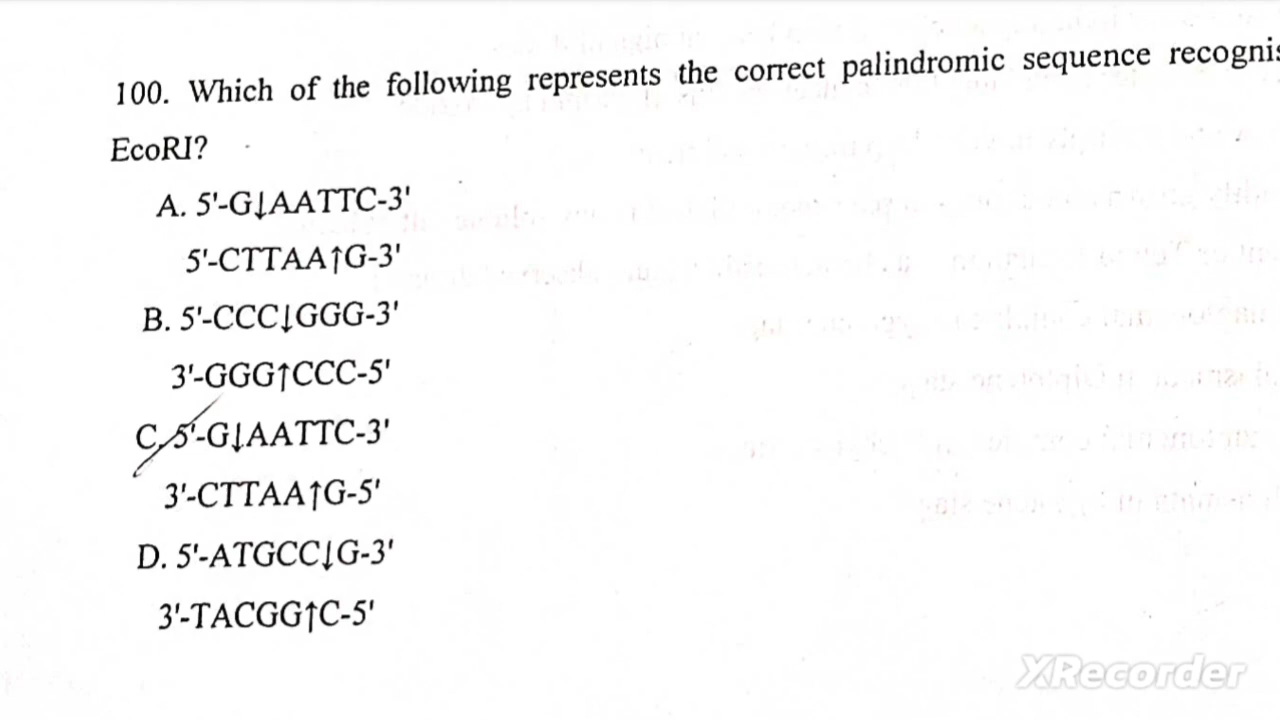 100. Which of the following represents the correct palindromic sequence recognis
EcoRI?
A. 5'-G↓AATTC-3'
5'-CTTAA↑G-3'
B. 5'-CCC↓GGG-3'
3'-GGG↑CCC-5'
C. 5'-G↓AATTC-3'
3'-CTTAA↑G-5'
D. 5'-ATGCC↓G-3'
3'-TACGG↑C-5'
XRecorder